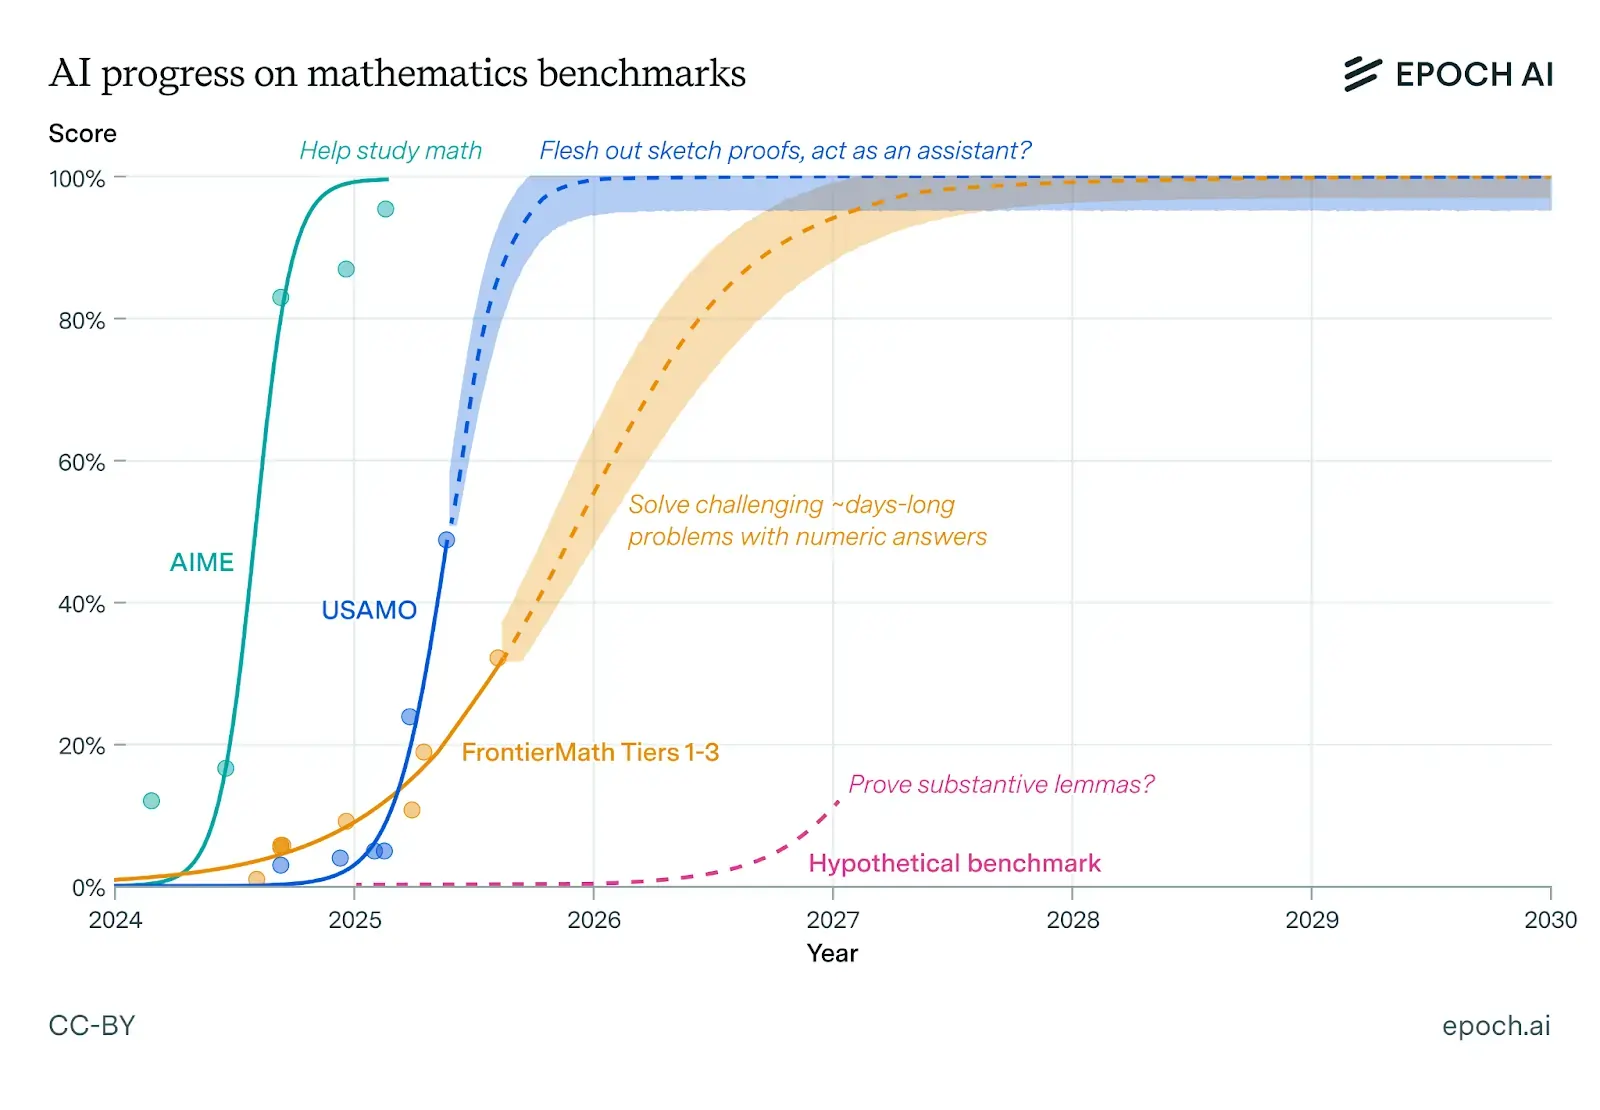 AI progress on mathematics benchmarks
EPOCH AI
Score
Help study math
Flesh out sketch proofs, act as an assistant?
100%
80%
60%
Solve challenging ~days-long
problems with numeric answers
AIME
USAMO
40%
20%
FrontierMath Tiers 1-3
Prove substantive lemmas?
Hypothetical benchmark
0%
2024 2025 2026 2027 2028 2029 2030
Year
CC-BY
epoch.ai